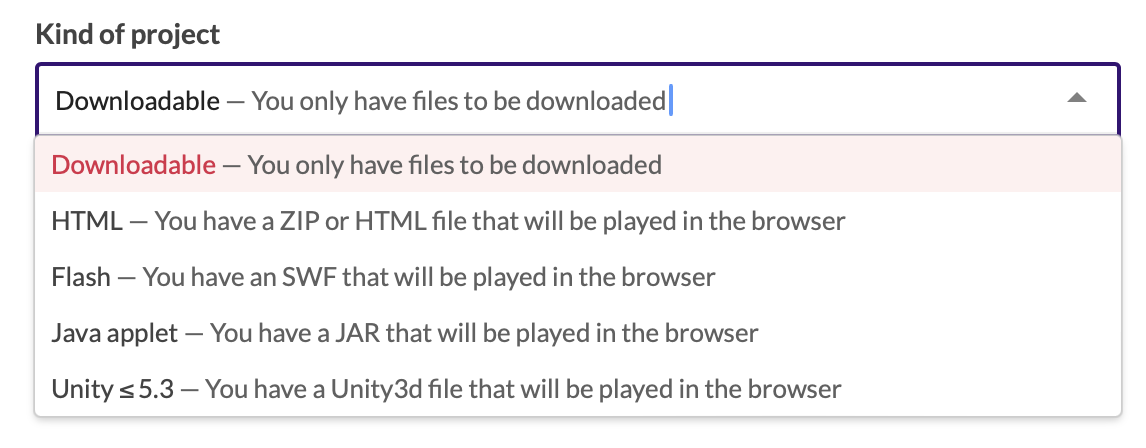 Kind of project
Downloadable — You only have files to be downloaded
Downloadable — You only have files to be downloaded
HTML — You have a ZIP or HTML file that will be played in the browser
Flash — You have an SWF that will be played in the browser
Java applet — You have a JAR that will be played in the browser
Unity ≤ 5.3 — You have a Unity3d file that will be played in the browser